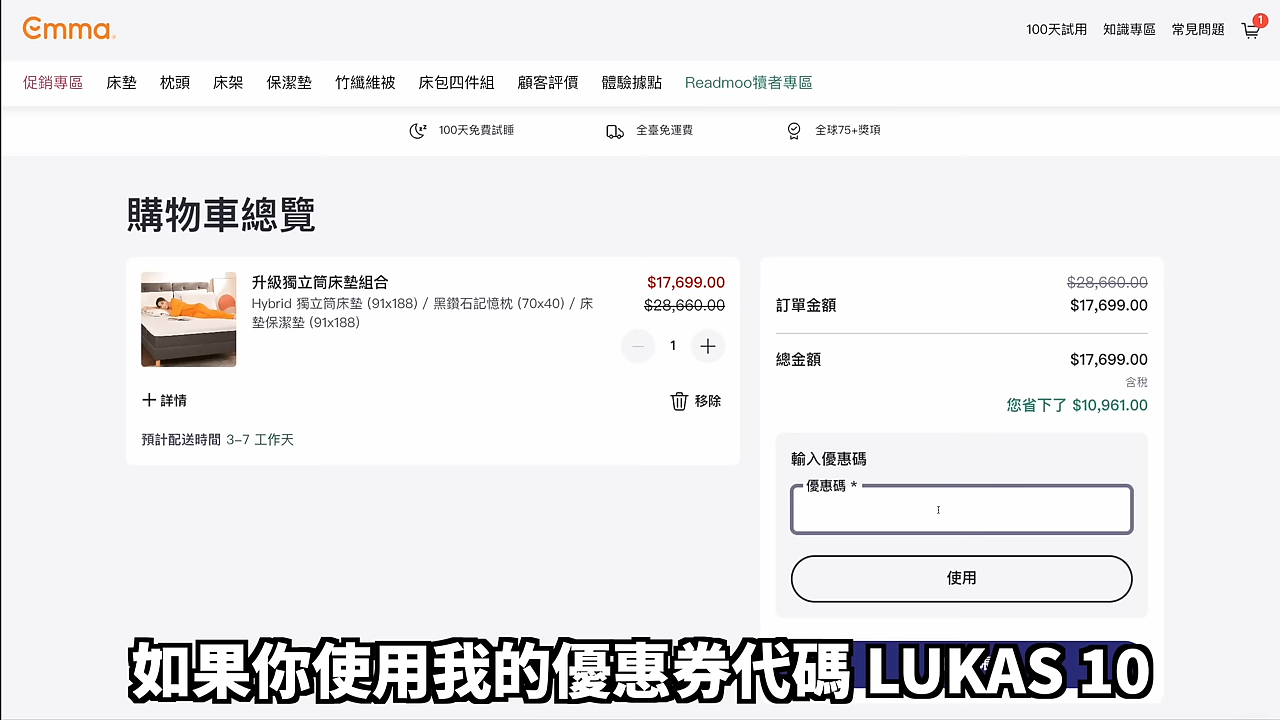 Emma
100天試用 知識專區 常見問題 1
促銷專區 床墊 枕頭 床架 保潔墊 竹纖維被 床包四件組 顧客評價 體驗據點 Readmoo犢者專區
100天免費試睡 全臺免運費 全球75+獎項
購物車總覽
升級獨立筒床墊組合 $17,699.00
Hybrid 獨立筒床墊 (91x188) / 黑鑽石記憶枕 (70x40) / 床 $28,660.00
墊保潔墊 (91x188)
1
+ 詳情 移除
預計配送時間 3-7 工作天
$28,660.00
訂單金額 $17,699.00
總金額 $17,699.00
含稅
您省下了 $10,961.00
輸入優惠碼
優惠碼 *
使用
如果你使用我的優惠券代碼 LUKAS 10